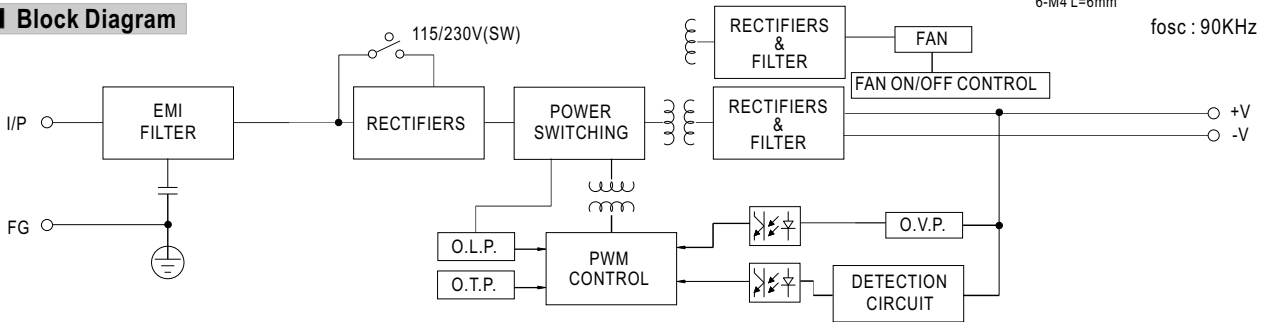 Block Diagram
6-M4 L=6mm
fosc : 90KHz
115/230V(SW)
RECTIFIERS
&
FILTER
FAN
FAN ON/OFF CONTROL
I/P
EMI
FILTER
RECTIFIERS
POWER
SWITCHING
RECTIFIERS
&
FILTER
+V
-V
FG
O.L.P.
O.T.P.
PWM
CONTROL
O.V.P.
DETECTION
CIRCUIT